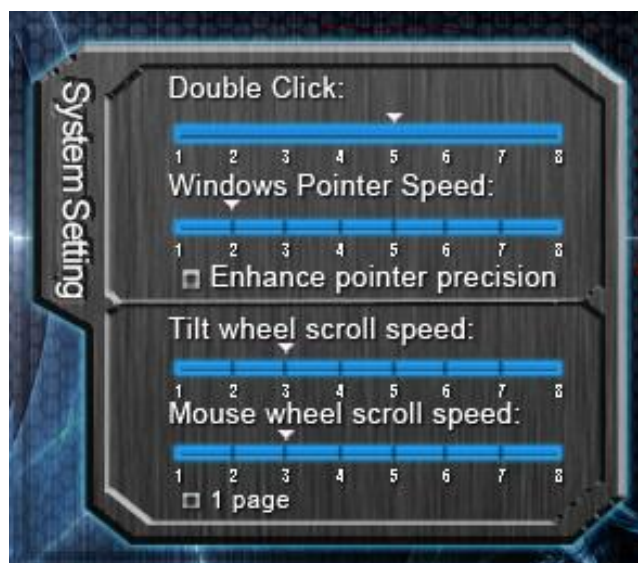 System Setting
Double Click:
1 2 3 4 5 6 7 8
Windows Pointer Speed:
1 2 3 4 5 6 7 8
Enhance pointer precision
Tilt wheel scroll speed:
1 2 3 4 5 6 7 8
Mouse wheel scroll speed:
1 2 3 4 5 6 7 8
1 page